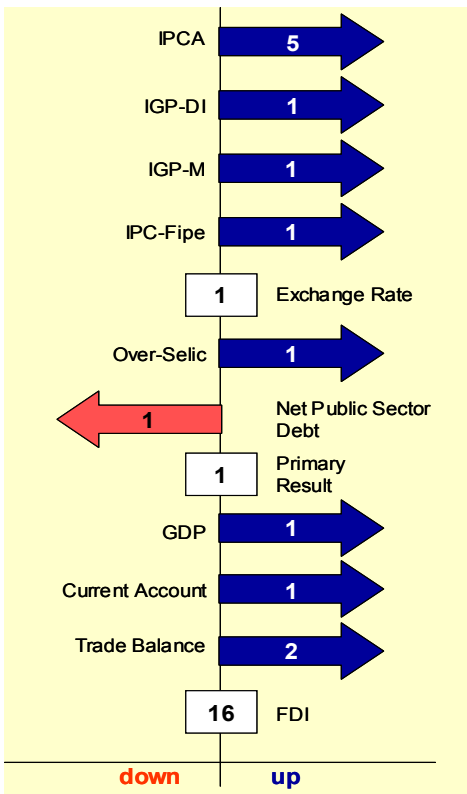 IPCA 5
IGP-DI 1
IGP-M 1
IPC-Fipe 1
1 Exchange Rate
Over-Selic 1
1 Net Public Sector
Debt
1 Primary
Result
GDP 1
Current Account 1
Trade Balance 2
16 FDI
down up